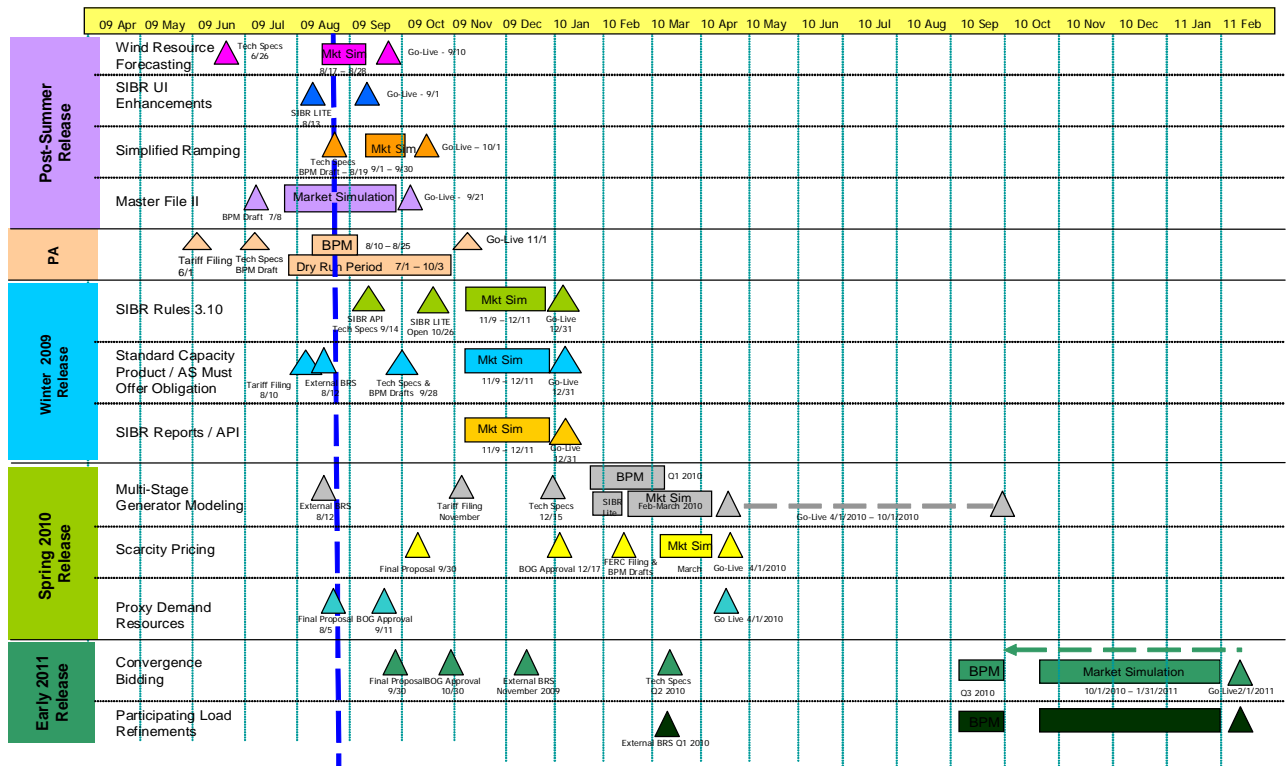 09 Apr 09 May 09 Jun 09 Jul 09 Aug 09 Sep 09 Oct 09 Nov 09 Dec 10 Jan 10 Feb 10 Mar 10 Apr 10 May 10 Jun 10 Jul 10 Aug 10 Sep 10 Oct 10 Nov 10 Dec 11 Jan 11 Feb
Post-Summer
Release
Wind Resource
Forecasting
Tech Specs
6/26
Mkt Sim
8/17 – 8/28
Go-Live - 9/10
SIBR UI
Enhancements
SIBR LITE
8/13
Go-Live - 9/1
Simplified Ramping
Tech Specs
BPM Draft – 8/19
Mkt Sim
9/1 – 9/30
Go-Live – 10/1
Master File II
BPM Draft 7/8
Market Simulation
Go-Live - 9/21
PA
Tariff Filing
6/1
Tech Specs
BPM Draft
BPM
8/10 – 8/25
Dry Run Period 7/1 – 10/3
Go-Live 11/1
Winter 2009
Release
SIBR Rules 3.10
SIBR API
Tech Specs 9/14
SIBR LITE
Open 10/26
Mkt Sim
11/9 – 12/11
Go-Live
12/31
Standard Capacity
Product / AS Must
Offer Obligation
Tariff Filing
8/10
External BRS
Tech Specs &
BPM Drafts 9/28
Mkt Sim
11/9 – 12/11
Go-Live
12/31
SIBR Reports / API
Mkt Sim
11/9 – 12/11
Go-Live
12/31
Spring 2010
Release
Multi-Stage
Generator Modeling
External BRS
8/12
Tariff Filing
November
Tech Specs
12/15
BPM
Q1 2010
SIBR
Lite
Mkt Sim
Feb-March 2010
Go-Live 4/1/2010 – 10/1/2010
Scarcity Pricing
Final Proposal 9/30
BOG Approval 12/17
FERC Filing &
BPM Drafts
Mkt Sim
March
Go-Live 4/1/2010
Proxy Demand
Resources
Final Proposal
8/5
BOG Approval
9/11
Go Live 4/1/2010
Early 2011
Release
Convergence
Bidding
Final Proposal
9/30
BOG Approval
10/30
External BRS
November 2009
Tech Specs
Q2 2010
BPM
Q3 2010
Market Simulation
10/1/2010 – 1/31/2011
Go-Live2/1/2011
Participating Load
Refinements
External BRS Q1 2010
BPM